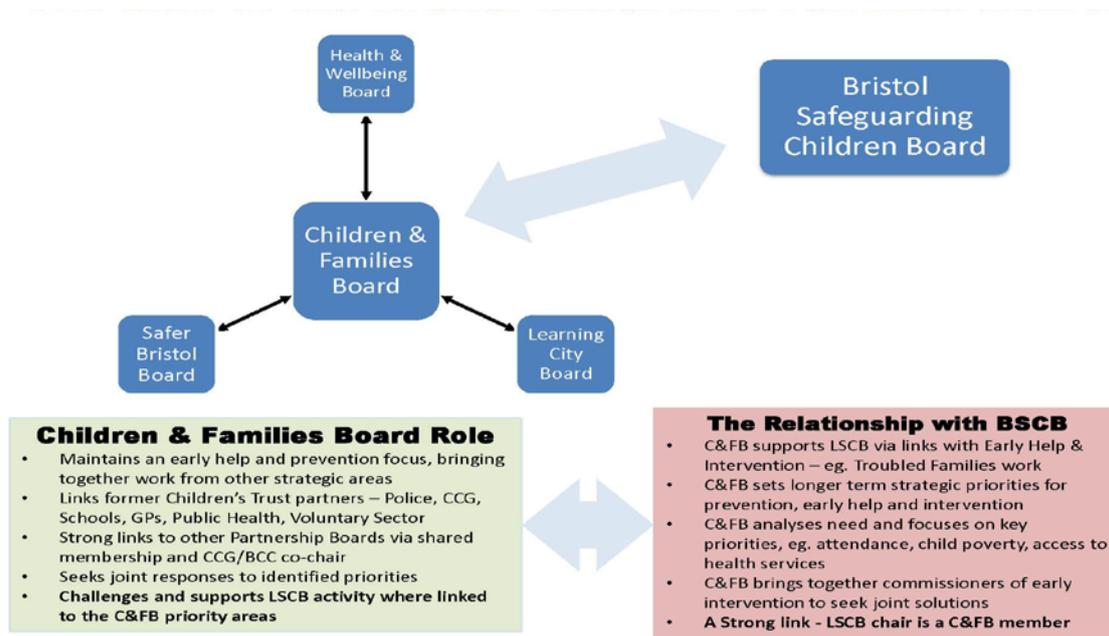 Health &
Wellbeing
Board
Bristol
Safeguarding
Children Board
Children &
Families
Board
Safer
Bristol
Board
Learning
City
Board
Children & Families Board Role
• Maintains an early help and prevention focus, bringing
together work from other strategic areas
• Links former Children's Trust partners – Police, CCG,
Schools, GPs, Public Health, Voluntary Sector
• Strong links to other Partnership Boards via shared
membership and CCG/BCC co-chair
• Seeks joint responses to identified priorities
• Challenges and supports LSCB activity where linked
to the C&FB priority areas
The Relationship with BSCB
• C&FB supports LSCB via links with Early Help &
Intervention – eg. Troubled Families work
• C&FB sets longer term strategic priorities for
prevention, early help and intervention
• C&FB analyses need and focuses on key
priorities, eg. attendance, child poverty, access to
health services
• C&FB brings together commissioners of early
intervention to seek joint solutions
• A Strong link - LSCB chair is a C&FB member